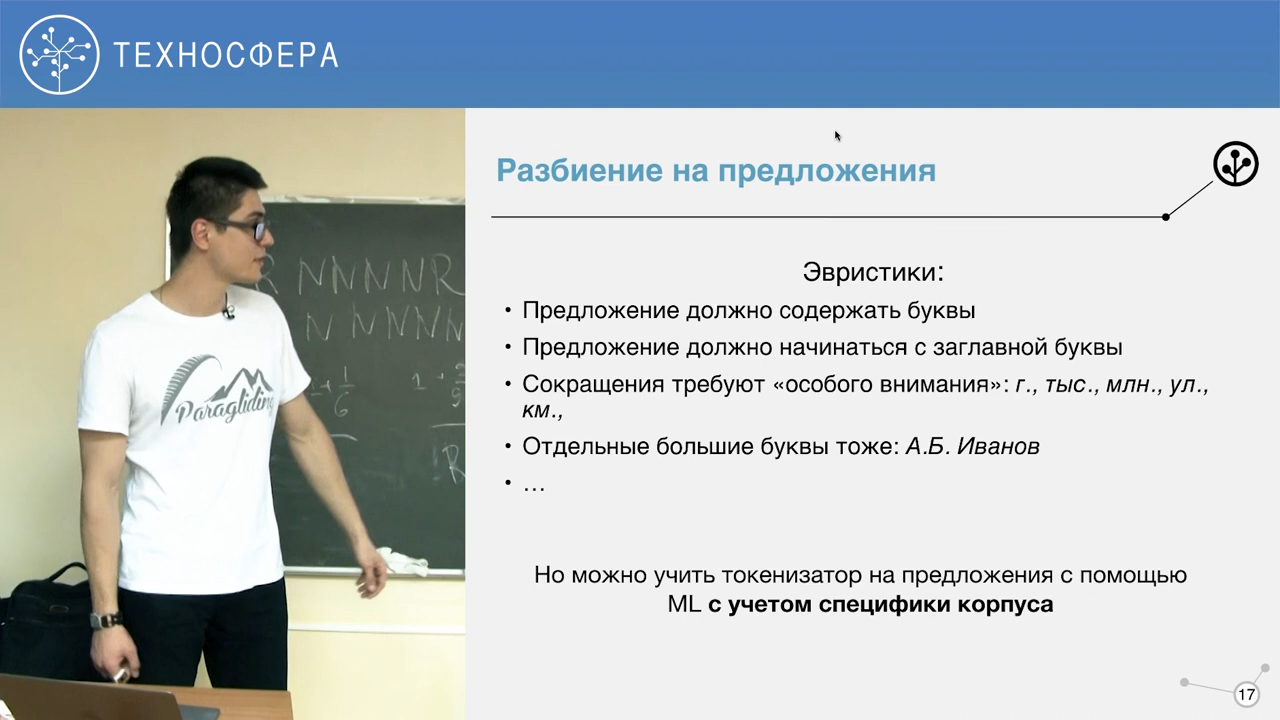 ТЕХНОСФЕРА
Разбиение на предложения
Эвристики:
• Предложение должно содержать буквы
• Предложение должно начинаться с заглавной буквы
• Сокращения требуют «особого внимания»: г., тыс., млн., ул.,
км.,
• Отдельные большие буквы тоже: А.Б. Иванов
• …
Но можно учить токенизатор на предложения с помощью
ML с учетом специфики корпуса
17
Paragliding
R N N N N R
N N N N N